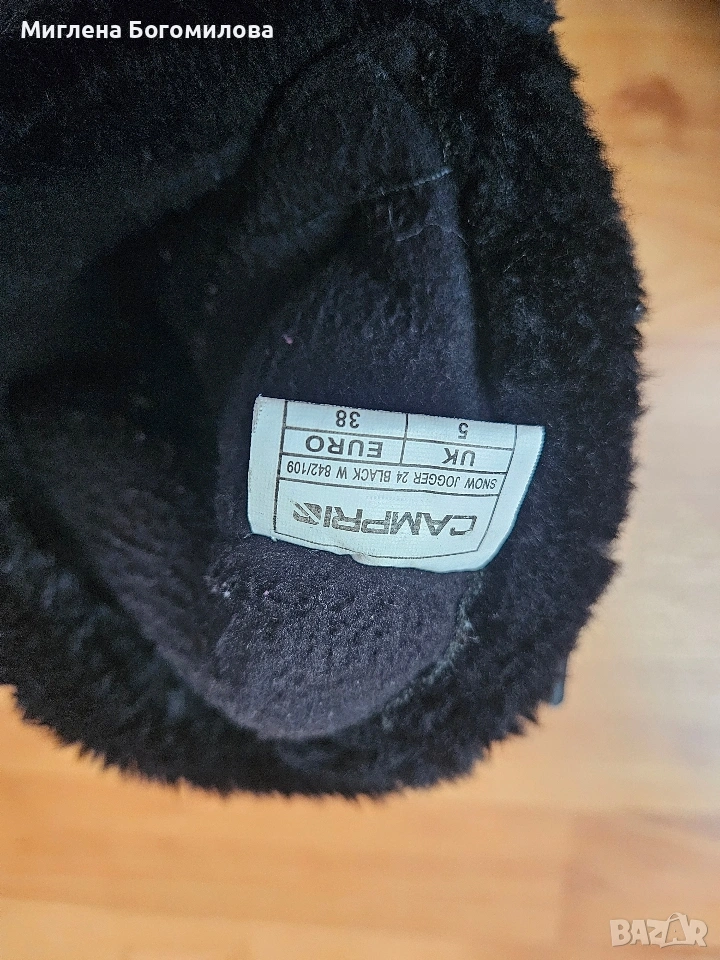 Миглена Богомилова
CAMPRI
SNOW JOGGER 24 BLACK W 842/109
UK EURO
5 38
BAZAR